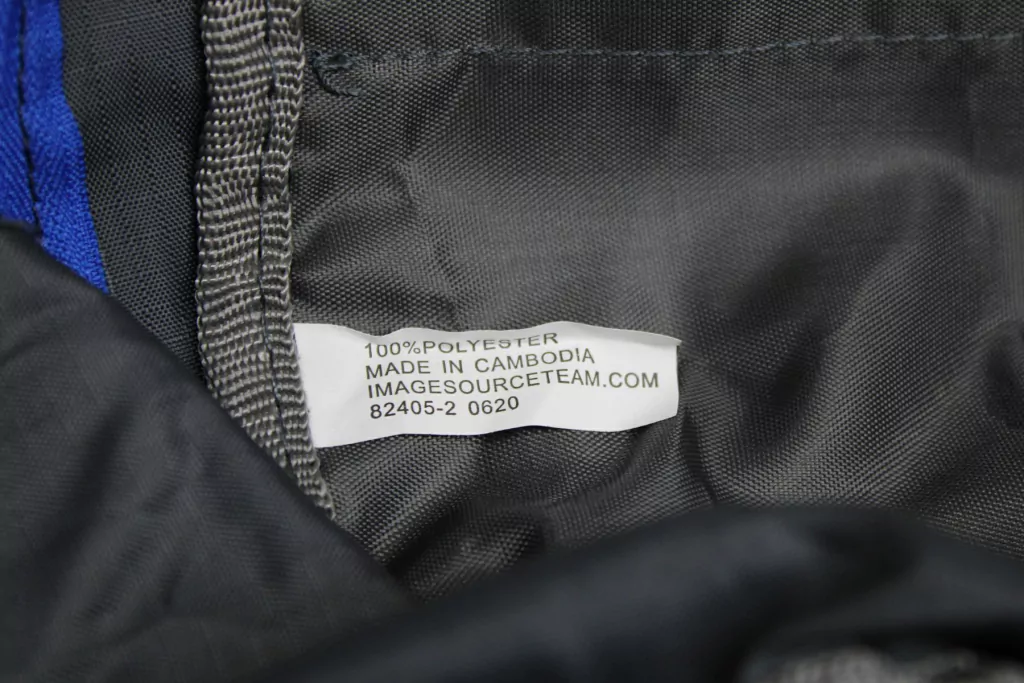 100%POLYESTER
MADE IN CAMBODIA
IMAGESOURCETEAM.COM
82405-2 0620